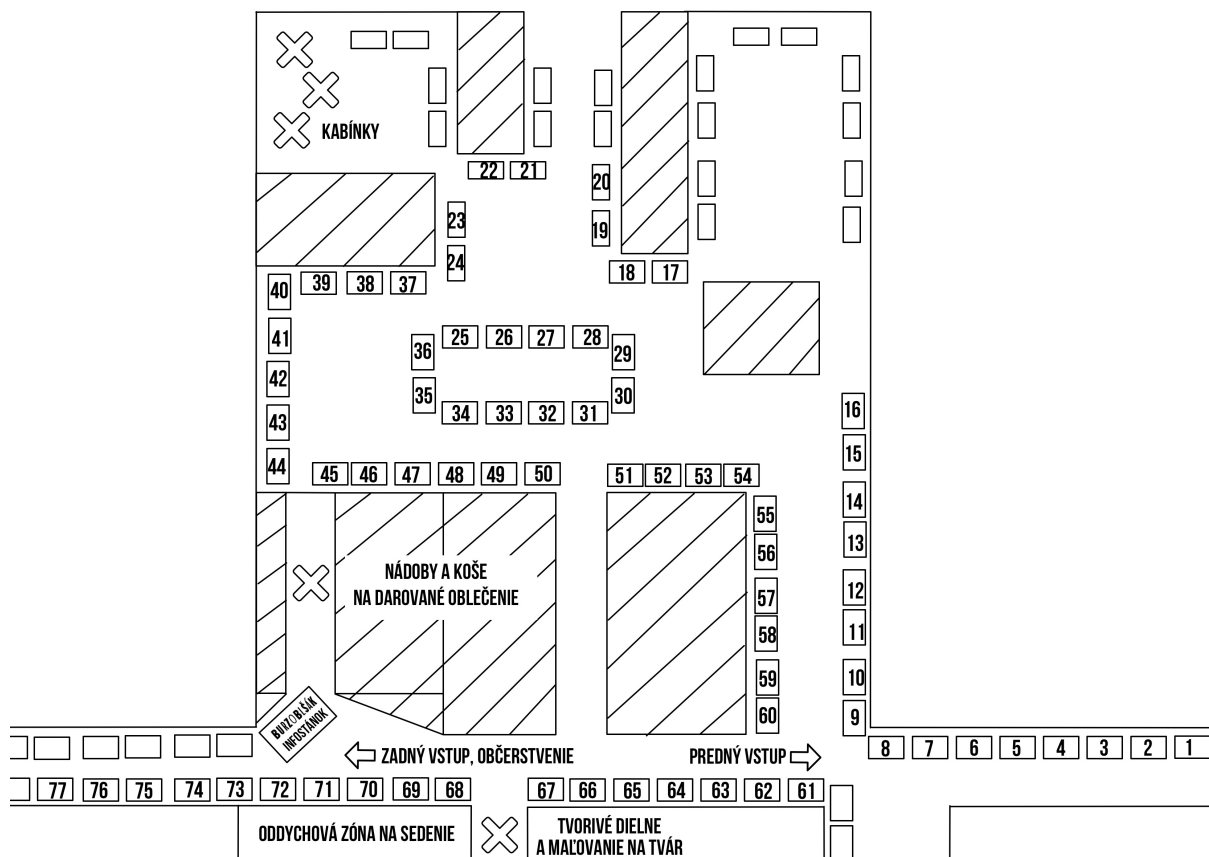 KABÍNKY
22 21
20
23
19
24
18 17
39 38 37
40
25 26 27 28
41
36
29
42
35
30
16
34 33 32 31
43
15
44
45 46 47 48 49 50
51 52 53 54
14
55
13
56
NÁDOBY A KOŠE
NA DAROVANÉ OBLEČENIE
12
57
11
58
10
59
9
60
BURZOBLŠÁK
INFOSTÁNOK
8 7 6 5 4 3 2 1
ZADNÝ VSTUP, OBČERSTVENIE
PREDNÝ VSTUP
77 76 75 74 73 72 71 70 69 68
67 66 65 64 63 62 61
ODDYCHOVÁ ZÓNA NA SEDENIE
TVORIVÉ DIELNE
A MAĽOVANIE NA TVÁR